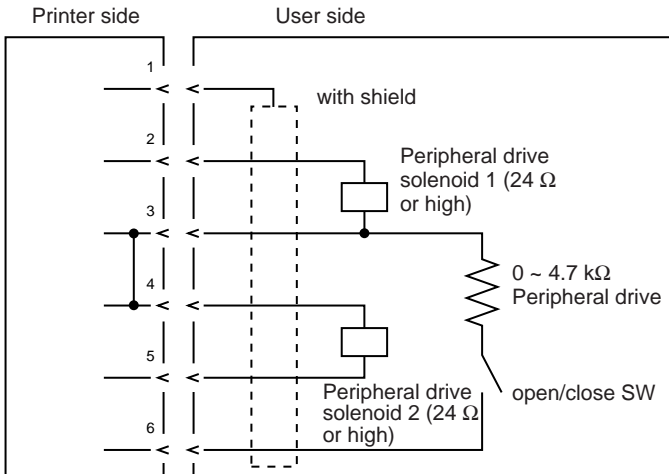 Printer side
User side
1
with shield
2
Peripheral drive
solenoid 1 (24 Ω
or high)
3
0 ~ 4.7 kΩ
Peripheral drive
4
5
Peripheral drive
solenoid 2 (24 Ω
or high)
open/close SW
6